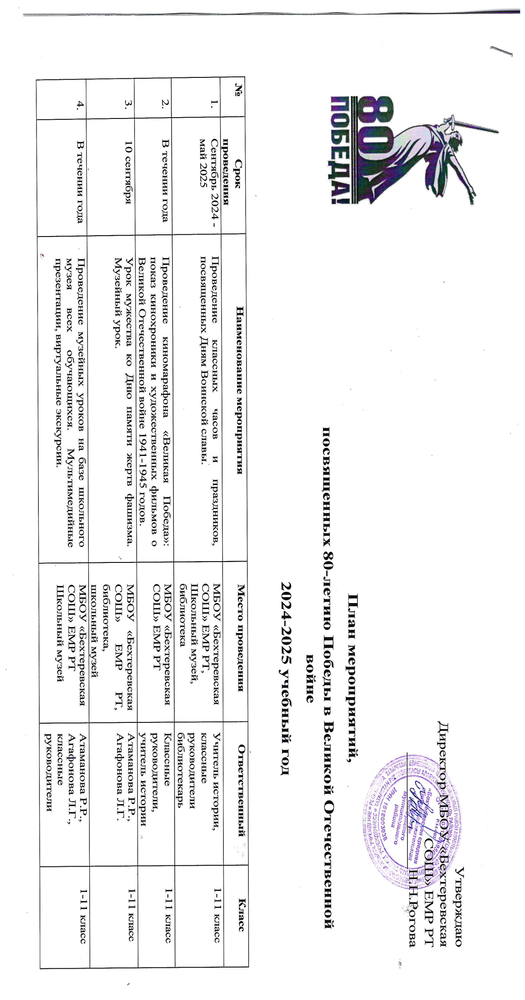 Утверждаю
Директор МБОУ «Бехтеревская
СОШ» ЕМР РТ
Н.Н.Рогова
80
ПОБЕДА!
План мероприятий,
посвященных 80-летию Победы в Великой Отечественной
войне
2024-2025 учебный год
№
Срок
проведения
Наименование мероприятия
Место проведения
Ответственный
Класс
1.
Сентябрь 2024 -
май 2025
Проведение классных часов и праздников,
посвященных Дням Воинской славы.
МБОУ «Бехтеревская
СОШ» ЕМР РТ,
Школьный музей,
библиотека
Учитель истории,
классные
руководители
библиотекарь
1-11 класс
2.
В течении года
Проведение киномарафона «Великая Победа»:
показ кинохроники и художественных фильмов о
Великой Отечественной войне 1941-1945 годов.
МБОУ «Бехтеревская
СОШ» ЕМР РТ
Классные
руководители,
учитель истории
1-11 класс
3.
10 сентября
Урок мужества ко Дню памяти жертв фашизма.
Музейный урок.
МБОУ «Бехтеревская
СОШ» ЕМР РТ,
библиотека,
школьный музей
Атаманова Р.Р.,
Агафонова Л.Г.
1-11 класс
4.
В течении года
Проведение музейных уроков на базе школьного
музея всех обучающихся. Мультимедийные
презентации, виртуальные экскурсии.
МБОУ «Бехтеревская
СОШ» ЕМР РТ
Школьный музей
Атаманова Р.Р.,
Агафонова Л.Г.,
классные
руководители
1-11 класс
«Бехтеревская средняя
муниципального
района
ИНН 1618003038